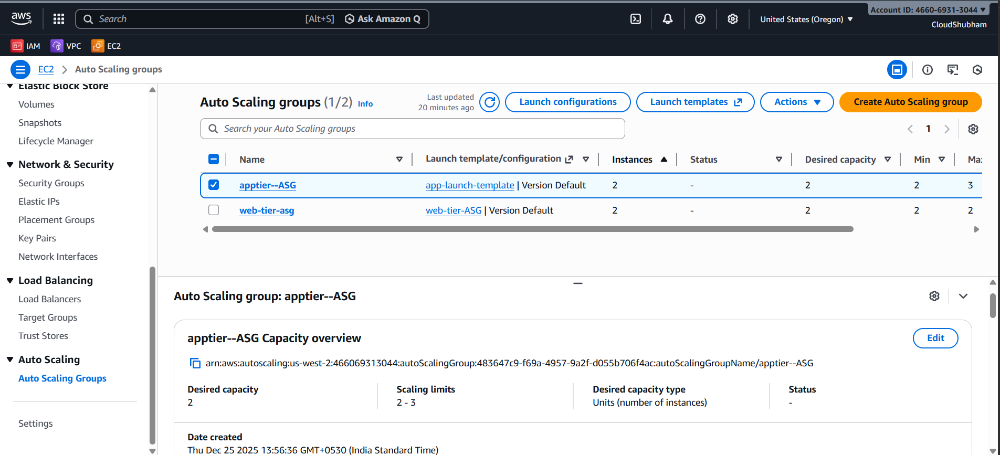 aws
Search [Alt+S] Ask Amazon Q
United States (Oregon) ▼
Account ID: 4660-6931-3044 ▼
CloudShubham
IAM VPC EC2
EC2 > Auto Scaling groups
Elastic Block Store
Volumes
Snapshots
Lifecycle Manager
Network & Security
Security Groups
Elastic IPs
Placement Groups
Key Pairs
Network Interfaces
Load Balancing
Load Balancers
Target Groups
Trust Stores
Auto Scaling
Auto Scaling Groups
Settings
Auto Scaling groups (1/2) Info
Last updated
20 minutes ago
Launch configurations
Launch templates
Actions
Create Auto Scaling group
Search your Auto Scaling groups
1
Name Launch template/configuration Instances Status Desired capacity Min Max
apptier--ASG app-launch-template | Version Default 2 - 2 2 3
web-tier-asg web-tier-ASG | Version Default 2 - 2 2 2
Auto Scaling group: apptier--ASG
apptier--ASG Capacity overview
Edit
arn:aws:autoscaling:us-west-2:466069313044:autoScalingGroup:483647c9-f69a-4957-9a2f-d055b706f4ac:autoScalingGroupName/apptier--ASG
Desired capacity
2
Scaling limits
2 - 3
Desired capacity type
Units (number of instances)
Status
-
Date created
Thu Dec 25 2025 13:56:36 GMT+0530 (India Standard Time)